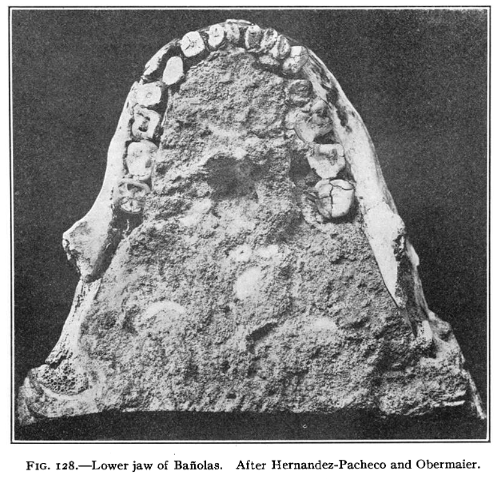 FIG. 128.—Lower jaw of Bañolas. After Hernandez-Pacheco and Obermaier.